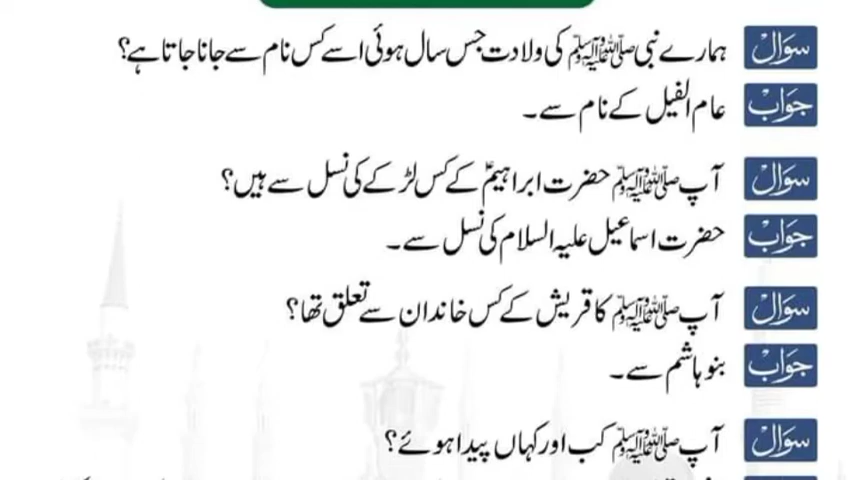 سوال ہمارے نبی ﷺ کی ولادت جس سال ہوئی اسے کس نام سے جانا جاتا ہے؟
جواب عام الفیل کے نام سے۔
سوال آپ ﷺ حضرت ابراہیمؑ کے کس لڑکے کی نسل سے ہیں؟
جواب حضرت اسماعیل علیہ السلام کی نسل سے۔
سوال آپ ﷺ کا قریش کے کس خاندان سے تعلق تھا؟
جواب بنو ہاشم سے۔
سوال آپ ﷺ کب اور کہاں پیدا ہوئے؟